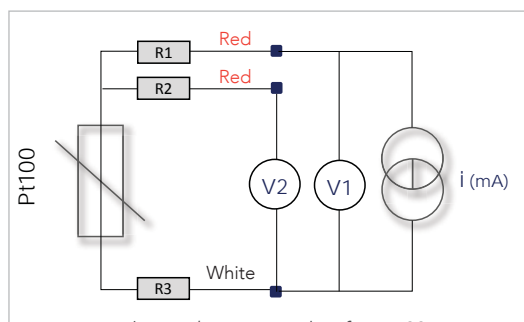 R1
Red
R2
Red
Pt100
V2
V1
i (mA)
R3
White